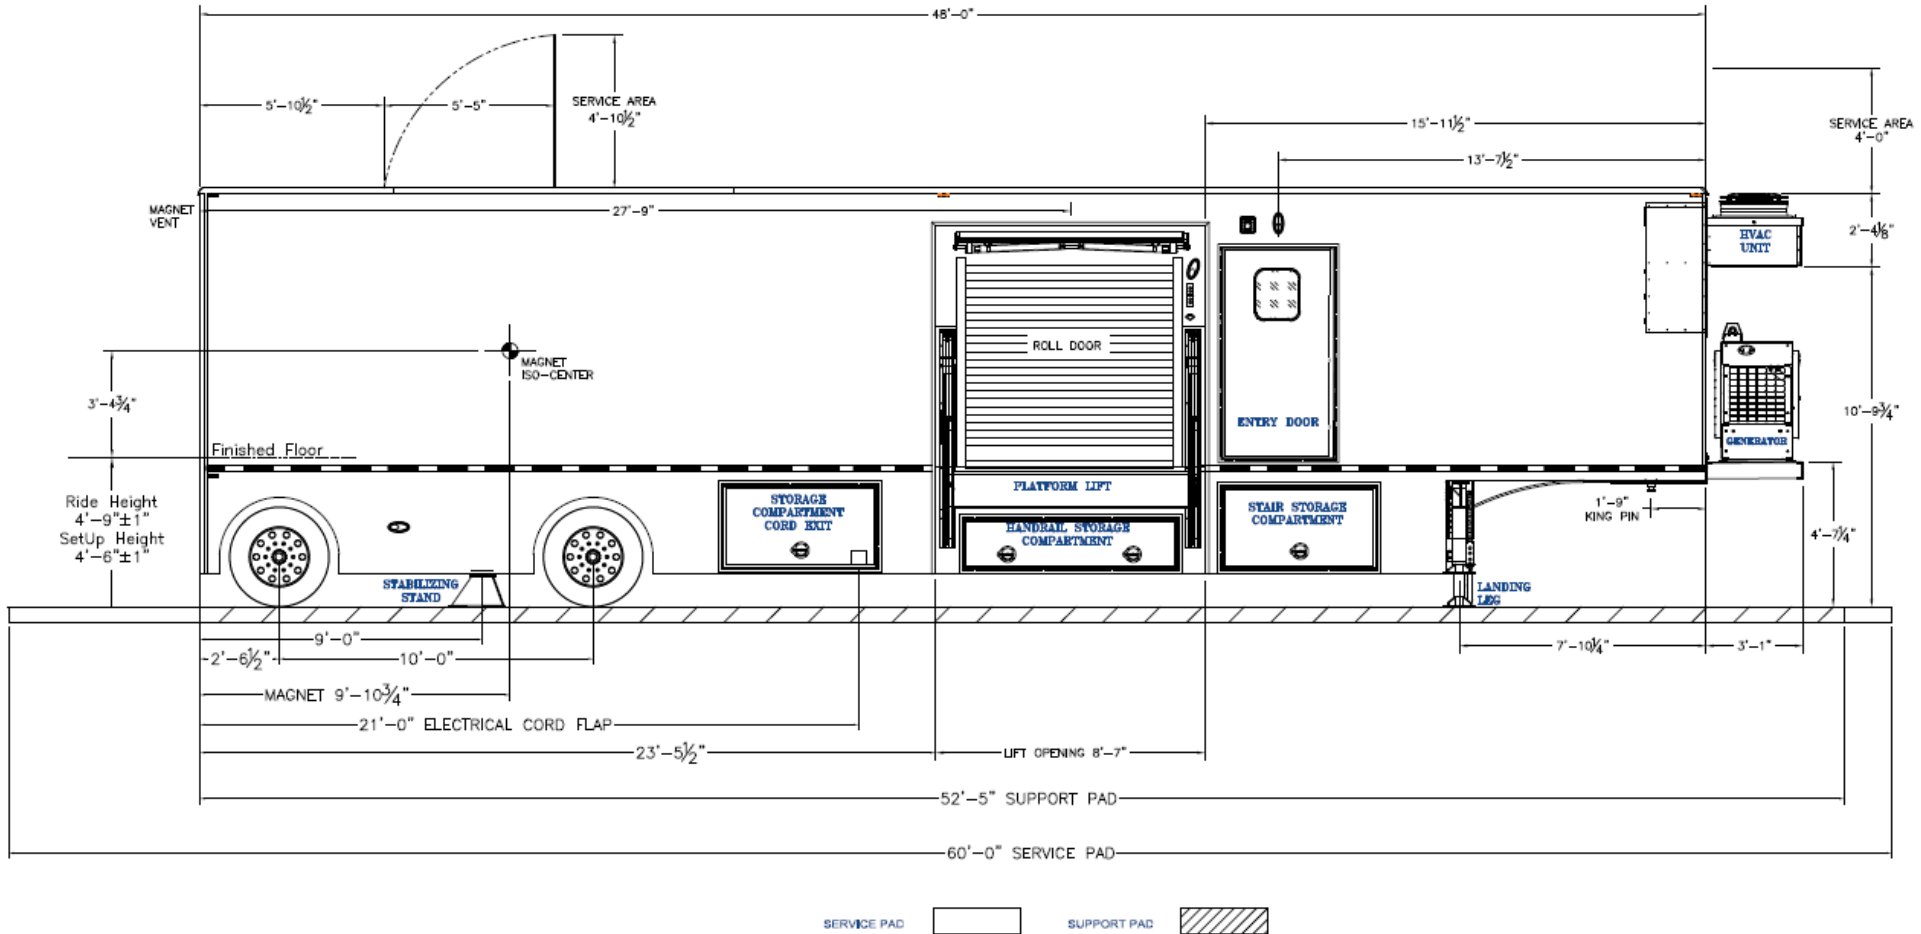 48'-0"
5'-10½"
5'-5"
SERVICE AREA
4'-10½"
15'-11½"
13'-7½"
SERVICE AREA
4'-0"
MAGNET
VENT
27'-9"
HVAC
UNIT
2'-4⅛"
ROLL DOOR
MAGNET
ISO-CENTER
3'-4¾"
ENTRY DOOR
10'-9¾"
GENERATOR
Finished Floor
Ride Height
4'-9"±1"
SetUp Height
4'-6"±1"
STORAGE
COMPARTMENT
CORD EXIT
PLATFORM LIFT
HANDRAIL STORAGE
COMPARTMENT
STAIR STORAGE
COMPARTMENT
1'-9"
KING PIN
4'-7¼"
STABILIZING
STAND
LANDING
LEG
9'-0"
2'-6½"
10'-0"
7'-10¼"
3'-1"
MAGNET 9'-10¾"
21'-0" ELECTRICAL CORD FLAP
23'-5½"
LIFT OPENING 8'-7"
52'-5" SUPPORT PAD
60'-0" SERVICE PAD
SERVICE PAD
SUPPORT PAD